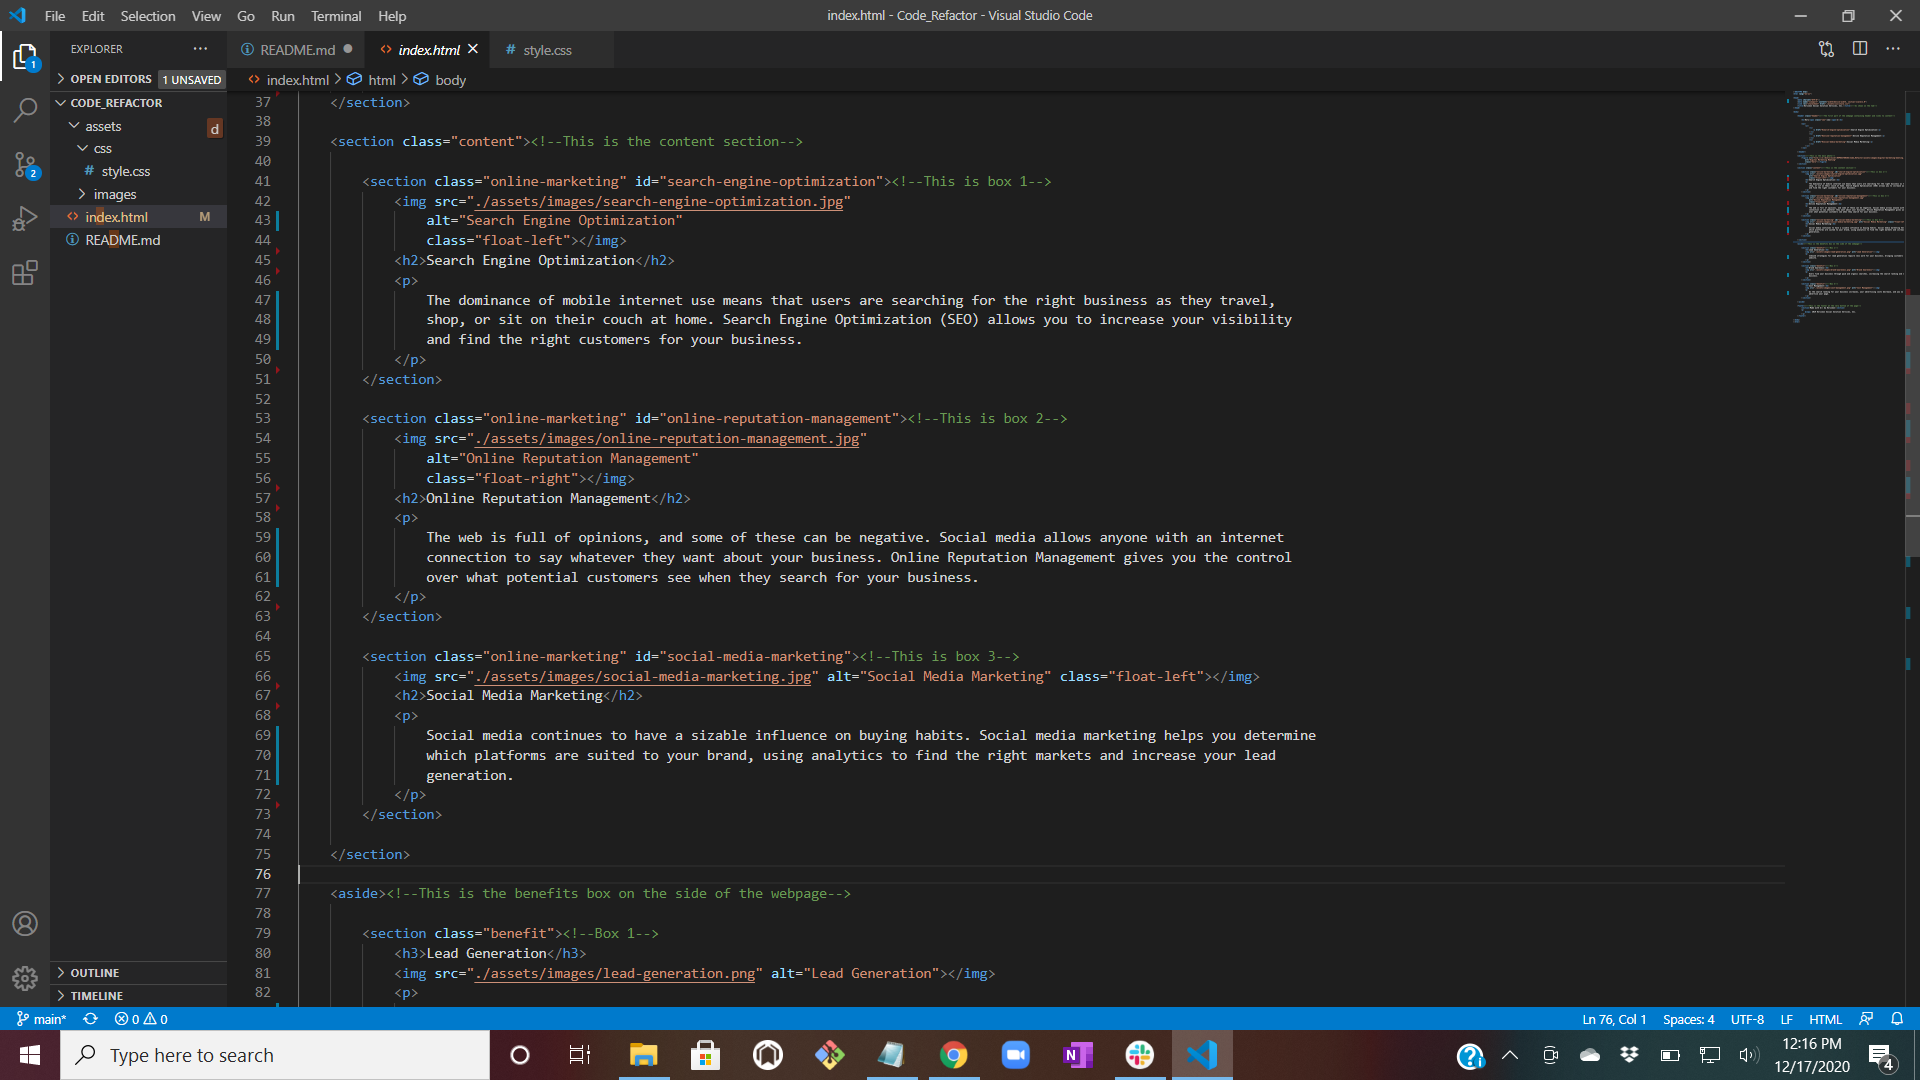 File Edit Selection View Go Run Terminal Help
index.html - Code_Refactor - Visual Studio Code
EXPLORER
OPEN EDITORS 1 UNSAVED
CODE_REFACTOR
assets d
css
# style.css
images
<> index.html M
README.md
OUTLINE
TIMELINE
README.md
<> index.html
# style.css
<> index.html > html > body
37 </section>
38
39 <section class="content"><!--This is the content section-->
40
41 <section class="online-marketing" id="search-engine-optimization"><!--This is box 1-->
42 <img src="./assets/images/search-engine-optimization.jpg"
43 alt="Search Engine Optimization"
44 class="float-left"></img>
45 <h2>Search Engine Optimization</h2>
46 <p>
47 The dominance of mobile internet use means that users are searching for the right business as they travel,
48 shop, or sit on their couch at home. Search Engine Optimization (SEO) allows you to increase your visibility
49 and find the right customers for your business.
50 </p>
51 </section>
52
53 <section class="online-marketing" id="online-reputation-management"><!--This is box 2-->
54 <img src="./assets/images/online-reputation-management.jpg"
55 alt="Online Reputation Management"
56 class="float-right"></img>
57 <h2>Online Reputation Management</h2>
58 <p>
59 The web is full of opinions, and some of these can be negative. Social media allows anyone with an internet
60 connection to say whatever they want about your business. Online Reputation Management gives you the control
61 over what potential customers see when they search for your business.
62 </p>
63 </section>
64
65 <section class="online-marketing" id="social-media-marketing"><!--This is box 3-->
66 <img src="./assets/images/social-media-marketing.jpg" alt="Social Media Marketing" class="float-left"></img>
67 <h2>Social Media Marketing</h2>
68 <p>
69 Social media continues to have a sizable influence on buying habits. Social media marketing helps you determine
70 which platforms are suited to your brand, using analytics to find the right markets and increase your lead
71 generation.
72 </p>
73 </section>
74
75 </section>
76
77 <aside><!--This is the benefits box on the side of the webpage-->
78
79 <section class="benefit"><!--Box 1-->
80 <h3>Lead Generation</h3>
81 <img src="./assets/images/lead-generation.png" alt="Lead Generation"></img>
82 <p>
1
2
main* 0 0
Ln 76, Col 1 Spaces: 4 UTF-8 LF HTML
Type here to search
N
12:16 PM
12/17/2020
4